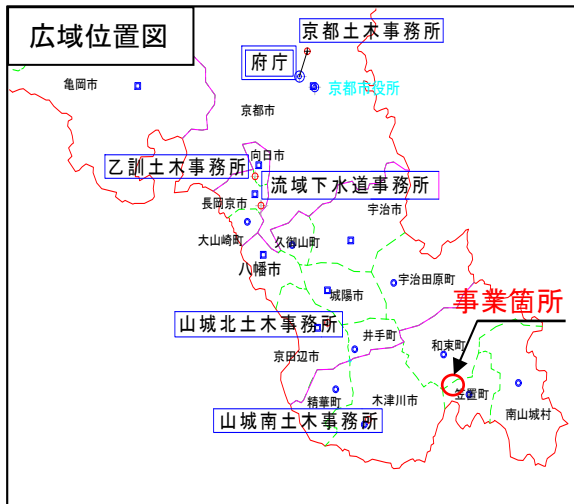 広域位置図
京都土木事務所
府庁
亀岡市
京都市役所
京都市
向日市
乙訓土木事務所
流域下水道事務所
長岡京市
宇治市
大山崎町
久御山町
八幡市
宇治田原町
城陽市
事業箇所
山城北土木事務所
井手町
和束町
京田辺市
笠置町
精華町
木津川市
南山城村
山城南土木事務所